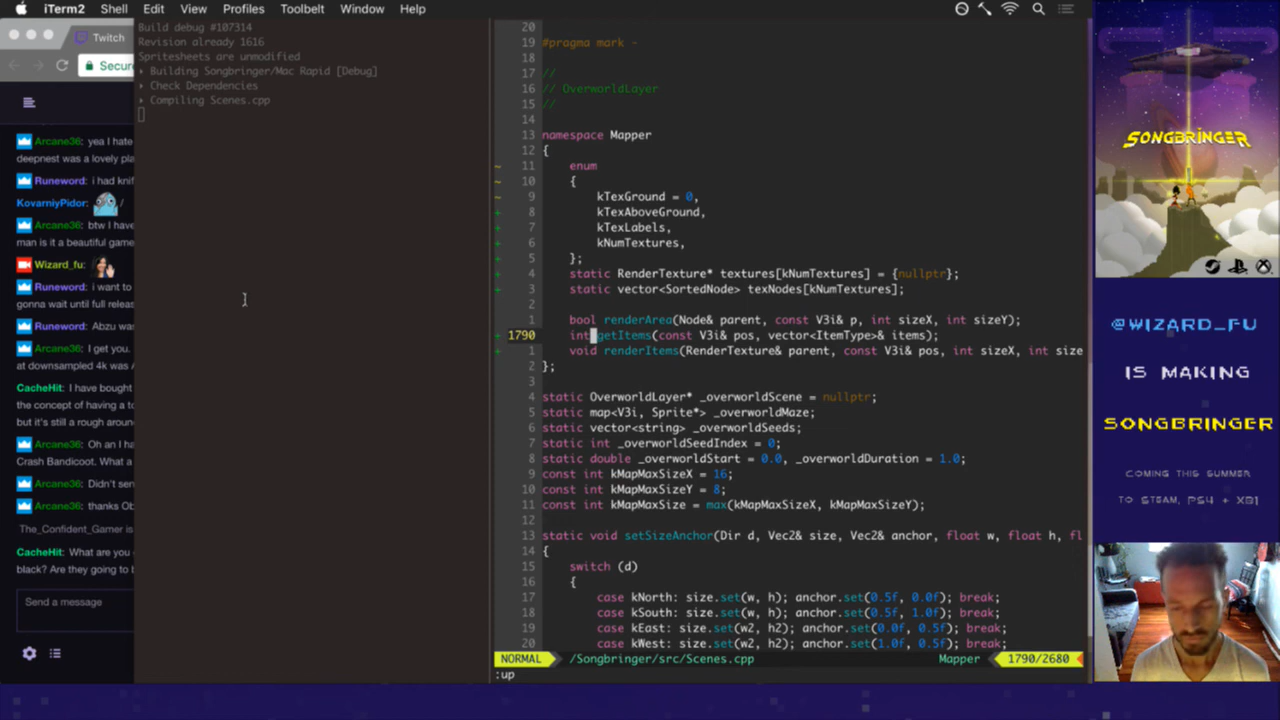 iTerm2 Shell Edit View Profiles Toolbelt Window Help
Twitch
Secure
Arcane36: yea I hate
deepnest was a lovely pla
Runeword: i had knif
KovarniyPidor: /
Arcane36: btw I have
man is it a beautiful game
Wizard_fu:
Runeword: i want to
gonna wait until full releas
Runeword: Abzu was
Arcane36: I get you.
at downsampled 4k was A
CacheHit: I have bought
the concept of having a to
but it's still a rough aroun
Arcane36: Oh an I ha
Crash Bandicoot. What a
Arcane36: Didn't sen
Arcane36: thanks Ob
The_Confident_Gamer is
CacheHit: What are you
black? Are they going to b
Send a message
Build debug #107314
Revision already 1616
Spritesheets are unmodified
▸ Building Songbringer/Mac Rapid [Debug]
▸ Check Dependencies
▸ Compiling Scenes.cpp
20
19 #pragma mark -
18
17 //
16 // OverworldLayer
15 //
14
13 namespace Mapper
12 {
~ 11 enum
~ 10 {
~ 9 kTexGround = 0,
+ 8 kTexAboveGround,
+ 7 kTexLabels,
+ 6 kNumTextures,
+ 5 };
+ 4 static RenderTexture* textures[kNumTextures] = {nullptr};
+ 3 static vector<SortedNode> texNodes[kNumTextures];
2
1 bool renderArea(Node& parent, const V3i& p, int sizeX, int sizeY);
+ 1790 int getItems(const V3i& pos, vector<ItemType>& items);
+ 1 void renderItems(RenderTexture& parent, const V3i& pos, int sizeX, int size
2 };
3
4 static OverworldLayer* _overworldScene = nullptr;
5 static map<V3i, Sprite*> _overworldMaze;
6 static vector<string> _overworldSeeds;
7 static int _overworldSeedIndex = 0;
8 static double _overworldStart = 0.0, _overworldDuration = 1.0;
9 const int kMapMaxSizeX = 16;
10 const int kMapMaxSizeY = 8;
11 const int kMapMaxSize = max(kMapMaxSizeX, kMapMaxSizeY);
12
13 static void setSizeAnchor(Dir d, Vec2& size, Vec2& anchor, float w, float h, fl
14 {
15 switch (d)
16 {
17 case kNorth: size.set(w, h); anchor.set(0.5f, 0.0f); break;
18 case kSouth: size.set(w, h); anchor.set(0.5f, 1.0f); break;
19 case kEast: size.set(w2, h2); anchor.set(0.0f, 0.5f); break;
20 case kWest: size.set(w2, h2); anchor.set(1.0f, 0.5f); break;
NORMAL /Songbringer/src/Scenes.cpp Mapper 1790/2680
:up
SONGBRINGER
@WIZARD_FU
IS MAKING
SONGBRINGER
COMING THIS SUMMER
TO STEAM, PS4 + XB1